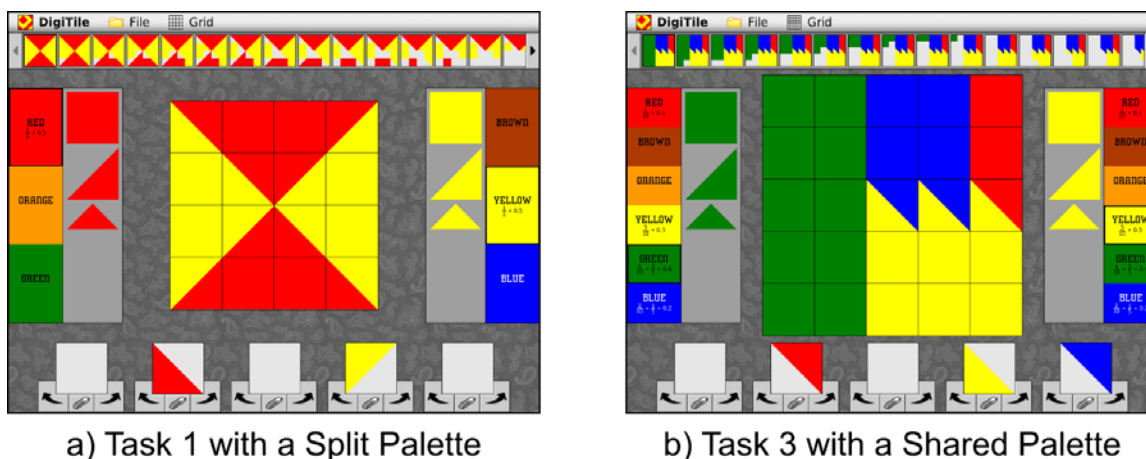 DigiTile File Grid
DigiTile File Grid
RED
ORANGE
GREEN
BROWN
YELLOW
BLUE
RED
BROWN
ORANGE
YELLOW
GREEN
BLUE
RED
BROWN
ORANGE
YELLOW
GREEN
BLUE
a) Task 1 with a Split Palette
b) Task 3 with a Shared Palette